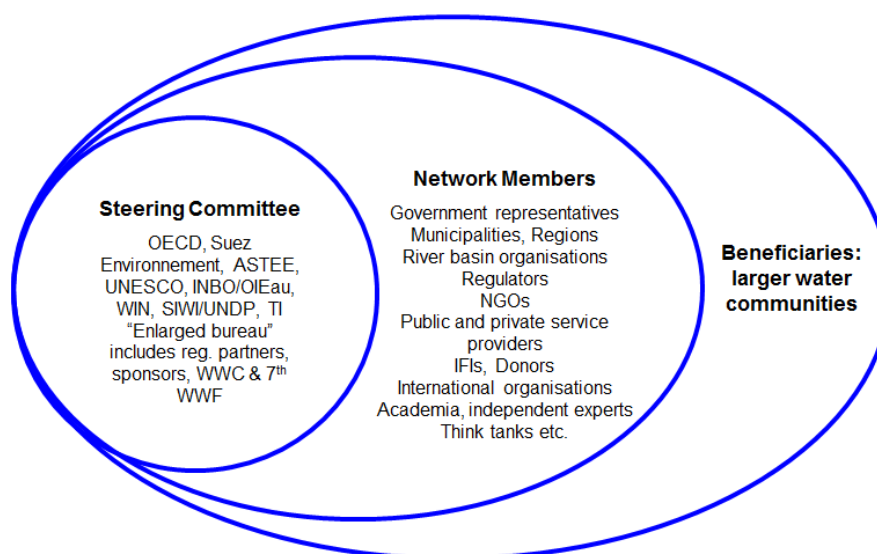 Steering Committee
OECD, Suez
Environnement, ASTEE,
UNESCO, INBO/OIEau,
WIN, SIWI/UNDP, TI
“Enlarged bureau”
includes reg. partners,
sponsors, WWC & 7th
WWF
Network Members
Government representatives
Municipalities, Regions
River basin organisations
Regulators
NGOs
Public and private service
providers
IFIs, Donors
International organisations
Academia, independent experts
Think tanks etc.
Beneficiaries:
larger water
communities